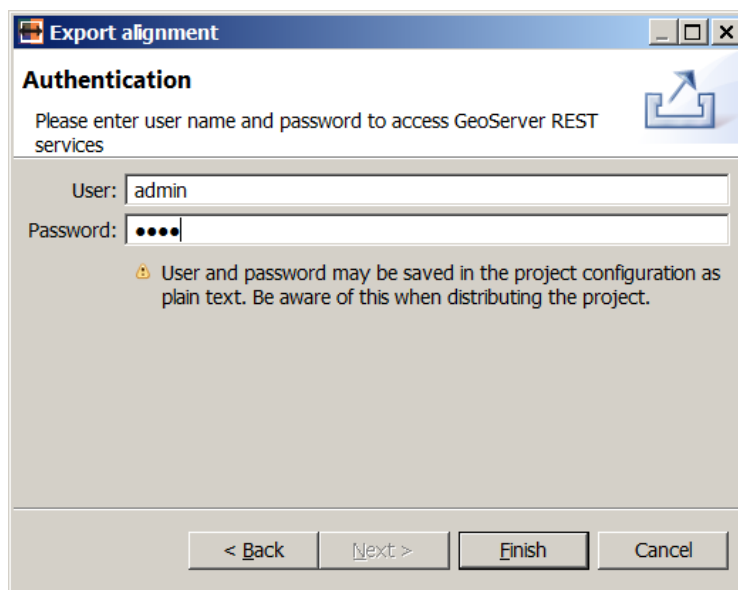 Export alignment
Authentication
Please enter user name and password to access GeoServer REST
services
User: admin
Password: ●●●●
User and password may be saved in the project configuration as
plain text. Be aware of this when distributing the project.
< Back Next > Finish Cancel